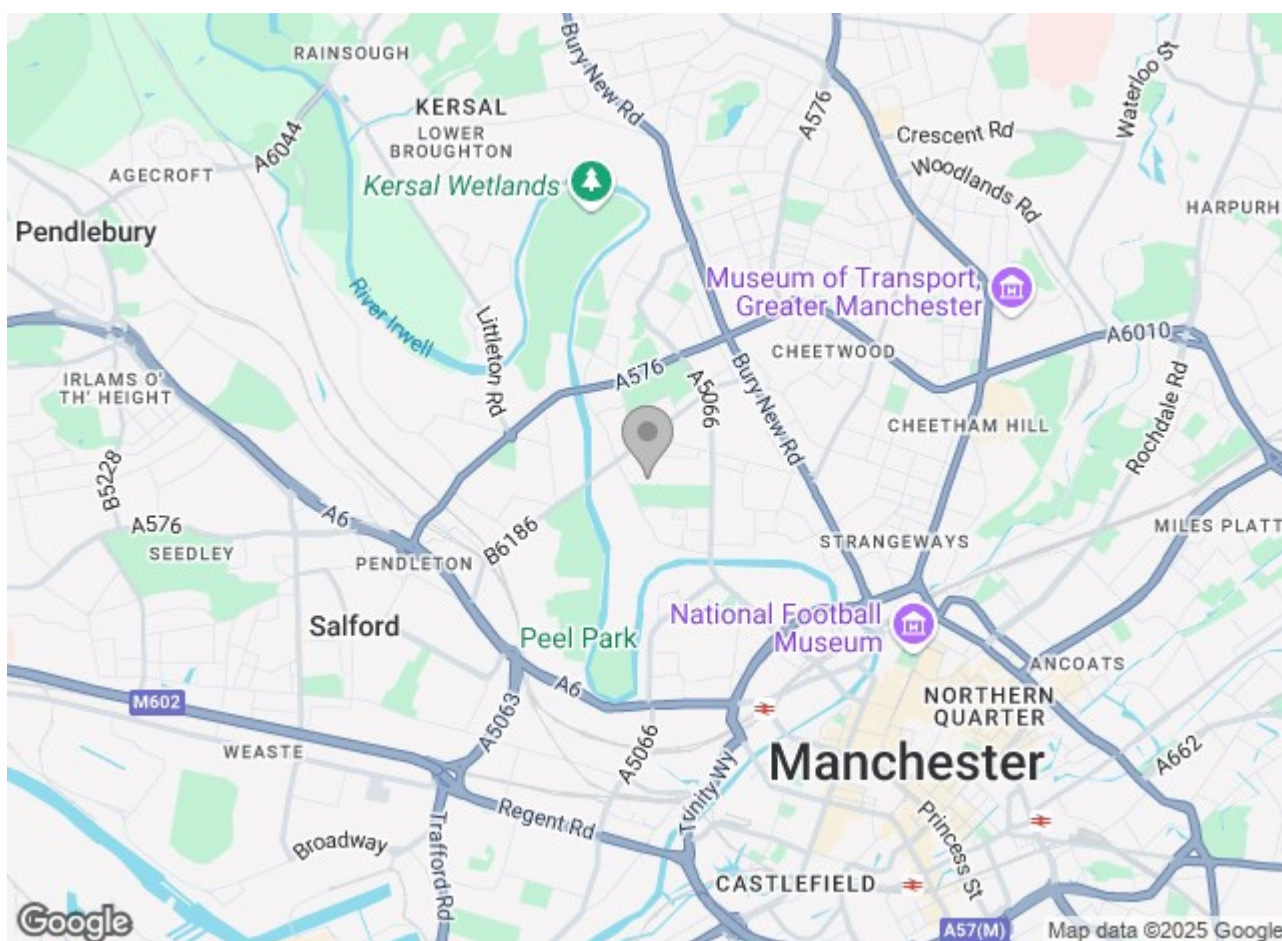 RAINSOUGH
Bury New Rd
A576
Waterloo St
KERSAL
LOWER
BROUGHTON
A6044
Crescent Rd
AGECROFT
Kersal Wetlands
Woodlands Rd
HARPURH
Pendlebury
Museum of Transport,
Greater Manchester
River Irwell
Littleton Rd
A6010
CHEETWOOD
IRLAMS O'
TH' HEIGHT
A576
A5066
Bury New Rd
Rochdale Rd
CHEETHAM HILL
B5228
A6
A576
SEEDLEY
B6186
MILES PLATT
PENDLETON
STRANGEWAYS
Salford
Peel Park
National Football
Museum
ANCOATS
A6
NORTHERN
QUARTER
M602
A5063
WEASTE
A5066
Trinity Wy
Manchester
A662
Regent Rd
Broadway
Trafford Rd
Princess St
CASTLEFIELD
Google
A57(M)
Map data ©2025 Google